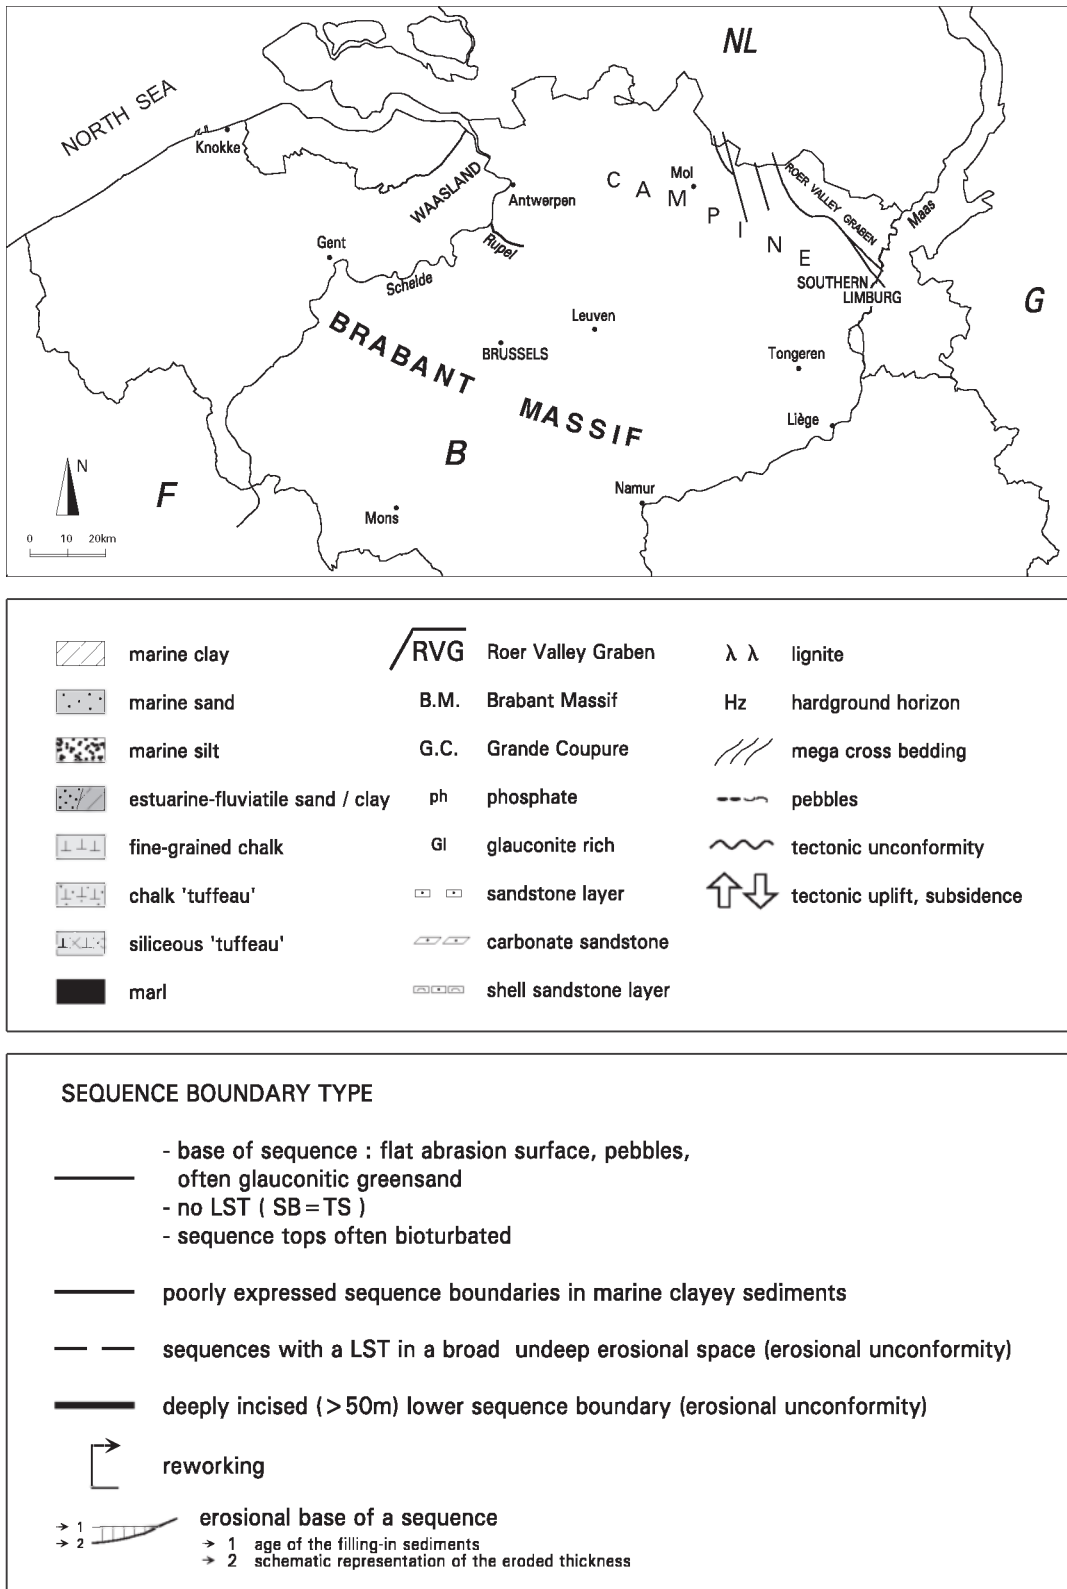 NL
NORTH SEA
Knokke
WAASLAND
Antwerpen
CAMPINE
Mol
ROER VALLEY GRABEN
Maas
Gent
Schelde
Rupel
SOUTHERN
LIMBURG
G
BRABANT MASSIF
Leuven
BRUSSELS
Tongeren
Liège
B
F
N
Namur
Mons
0 10 20km
marine clay
marine sand
marine silt
estuarine-fluviatile sand / clay
fine-grained chalk
chalk 'tuffeau'
siliceous 'tuffeau'
marl
RVG Roer Valley Graben
B.M. Brabant Massif
G.C. Grande Coupure
ph phosphate
Gl glauconite rich
sandstone layer
carbonate sandstone
shell sandstone layer
λ λ lignite
Hz hardground horizon
mega cross bedding
pebbles
tectonic unconformity
tectonic uplift, subsidence
SEQUENCE BOUNDARY TYPE
- base of sequence : flat abrasion surface, pebbles,
often glauconitic greensand
- no LST ( SB=TS )
- sequence tops often bioturbated
poorly expressed sequence boundaries in marine clayey sediments
sequences with a LST in a broad undeep erosional space (erosional unconformity)
deeply incised (>50m) lower sequence boundary (erosional unconformity)
reworking
→ 1
→ 2
erosional base of a sequence
→ 1 age of the filling-in sediments
→ 2 schematic representation of the eroded thickness